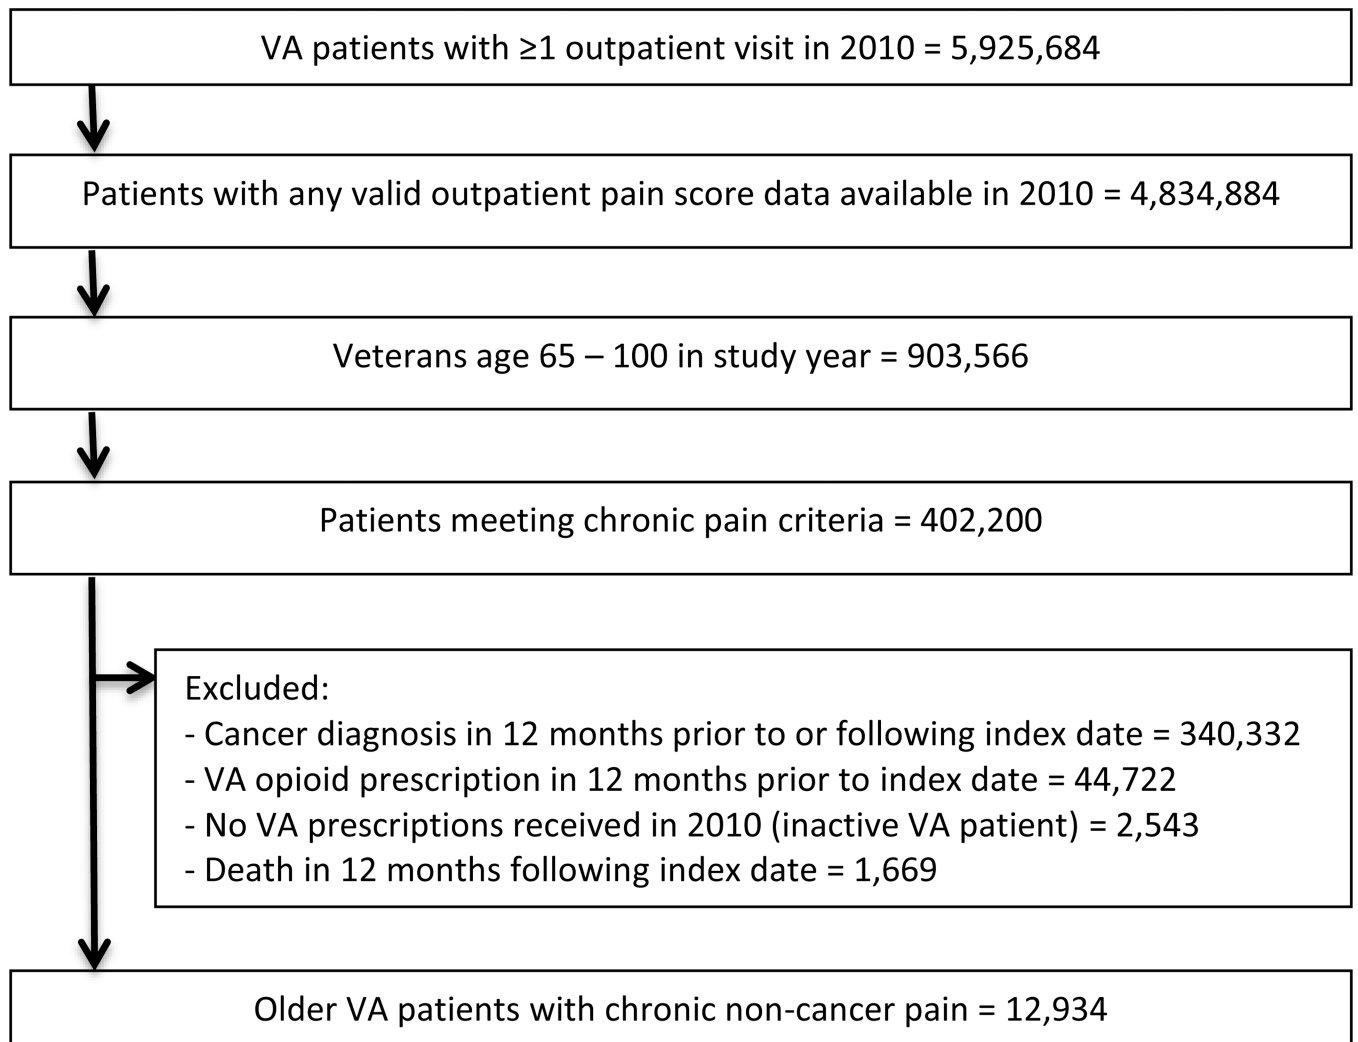 VA patients with ≥1 outpatient visit in 2010 = 5,925,684
Patients with any valid outpatient pain score data available in 2010 = 4,834,884
Veterans age 65 – 100 in study year = 903,566
Patients meeting chronic pain criteria = 402,200
Excluded:
- Cancer diagnosis in 12 months prior to or following index date = 340,332
- VA opioid prescription in 12 months prior to index date = 44,722
- No VA prescriptions received in 2010 (inactive VA patient) = 2,543
- Death in 12 months following index date = 1,669
Older VA patients with chronic non-cancer pain = 12,934